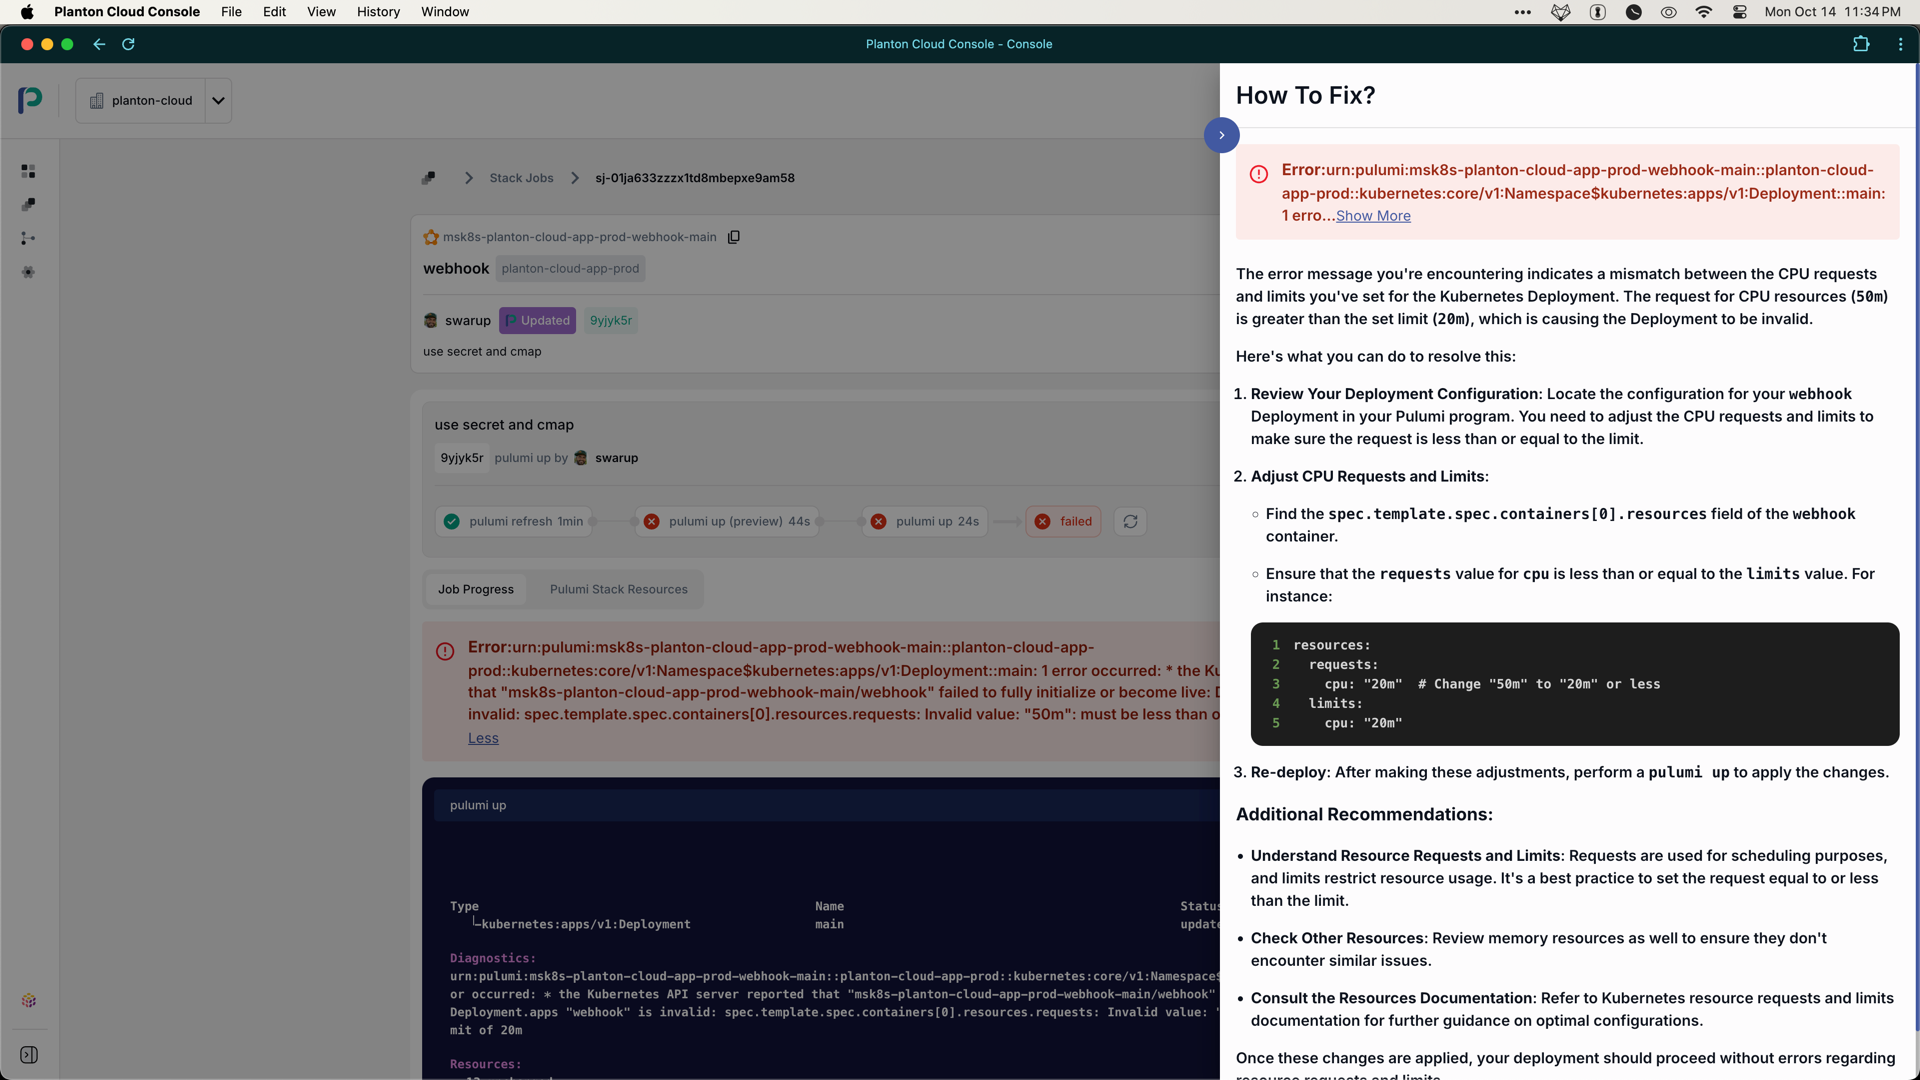 Planton Cloud Console File Edit View History Window
Mon Oct 14 11:34 PM
Planton Cloud Console - Console
planton-cloud
Stack Jobs
sj-01ja633zzzx1td8mbepxe9am58
msk8s-planton-cloud-app-prod-webhook-main
webhook planton-cloud-app-prod
swarup Updated 9yjyk5r
use secret and cmap
use secret and cmap
9yjyk5r pulumi up by swarup
pulumi refresh 1min
pulumi up (preview) 44s
pulumi up 24s
failed
Job Progress
Pulumi Stack Resources
Error:urn:pulumi:msk8s-planton-cloud-app-prod-webhook-main::planton-cloud-app-
prod::kubernetes:core/v1:Namespace$kubernetes:apps/v1:Deployment::main: 1 error occurred: * the Ku
that "msk8s-planton-cloud-app-prod-webhook-main/webhook" failed to fully initialize or become live: D
invalid: spec.template.spec.containers[0].resources.requests: Invalid value: "50m": must be less than o
Less
pulumi up
Type Name Status
└─kubernetes:apps/v1:Deployment main update
Diagnostics:
urn:pulumi:msk8s-planton-cloud-app-prod-webhook-main::planton-cloud-app-prod::kubernetes:core/v1:Namespace$
or occurred: * the Kubernetes API server reported that "msk8s-planton-cloud-app-prod-webhook-main/webhook"
Deployment.apps "webhook" is invalid: spec.template.spec.containers[0].resources.requests: Invalid value: "
mit of 20m
Resources:
How To Fix?
Error:urn:pulumi:msk8s-planton-cloud-app-prod-webhook-main::planton-cloud-
app-prod::kubernetes:core/v1:Namespace$kubernetes:apps/v1:Deployment::main:
1 erro...Show More
The error message you're encountering indicates a mismatch between the CPU requests
and limits you've set for the Kubernetes Deployment. The request for CPU resources (50m)
is greater than the set limit (20m), which is causing the Deployment to be invalid.
Here's what you can do to resolve this:
1. Review Your Deployment Configuration: Locate the configuration for your webhook
Deployment in your Pulumi program. You need to adjust the CPU requests and limits to
make sure the request is less than or equal to the limit.
2. Adjust CPU Requests and Limits:
○ Find the spec.template.spec.containers[0].resources field of the webhook
container.
○ Ensure that the requests value for cpu is less than or equal to the limits value. For
instance:
1 resources:
2 requests:
3 cpu: "20m" # Change "50m" to "20m" or less
4 limits:
5 cpu: "20m"
3. Re-deploy: After making these adjustments, perform a pulumi up to apply the changes.
Additional Recommendations:
• Understand Resource Requests and Limits: Requests are used for scheduling purposes,
and limits restrict resource usage. It's a best practice to set the request equal to or less
than the limit.
• Check Other Resources: Review memory resources as well to ensure they don't
encounter similar issues.
• Consult the Resources Documentation: Refer to Kubernetes resource requests and limits
documentation for further guidance on optimal configurations.
Once these changes are applied, your deployment should proceed without errors regarding
resource requests and limits.